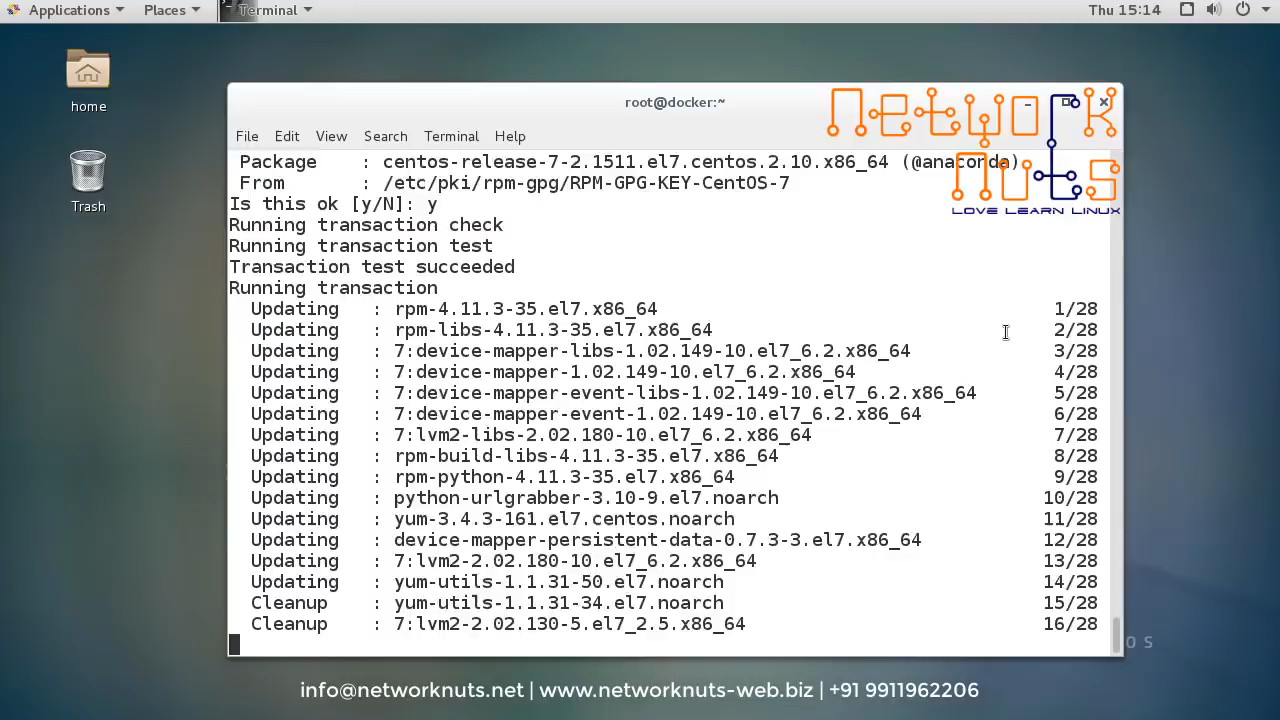 Applications Places Terminal Thu 15:14
home
Trash
root@docker:~
File Edit View Search Terminal Help
NETWORK
NUTS
LOVE LEARN LINUX
Package : centos-release-7-2.1511.el7.centos.2.10.x86_64 (@anaconda)
From : /etc/pki/rpm-gpg/RPM-GPG-KEY-CentOS-7
Is this ok [y/N]: y
Running transaction check
Running transaction test
Transaction test succeeded
Running transaction
Updating : rpm-4.11.3-35.el7.x86_64 1/28
Updating : rpm-libs-4.11.3-35.el7.x86_64 2/28
Updating : 7:device-mapper-libs-1.02.149-10.el7_6.2.x86_64 3/28
Updating : 7:device-mapper-1.02.149-10.el7_6.2.x86_64 4/28
Updating : 7:device-mapper-event-libs-1.02.149-10.el7_6.2.x86_64 5/28
Updating : 7:device-mapper-event-1.02.149-10.el7_6.2.x86_64 6/28
Updating : 7:lvm2-libs-2.02.180-10.el7_6.2.x86_64 7/28
Updating : rpm-build-libs-4.11.3-35.el7.x86_64 8/28
Updating : rpm-python-4.11.3-35.el7.x86_64 9/28
Updating : python-urlgrabber-3.10-9.el7.noarch 10/28
Updating : yum-3.4.3-161.el7.centos.noarch 11/28
Updating : device-mapper-persistent-data-0.7.3-3.el7.x86_64 12/28
Updating : 7:lvm2-2.02.180-10.el7_6.2.x86_64 13/28
Updating : yum-utils-1.1.31-50.el7.noarch 14/28
Cleanup : yum-utils-1.1.31-34.el7.noarch 15/28
Cleanup : 7:lvm2-2.02.130-5.el7_2.5.x86_64 16/28
OS
info@networknuts.net | www.networknuts-web.biz | +91 9911962206